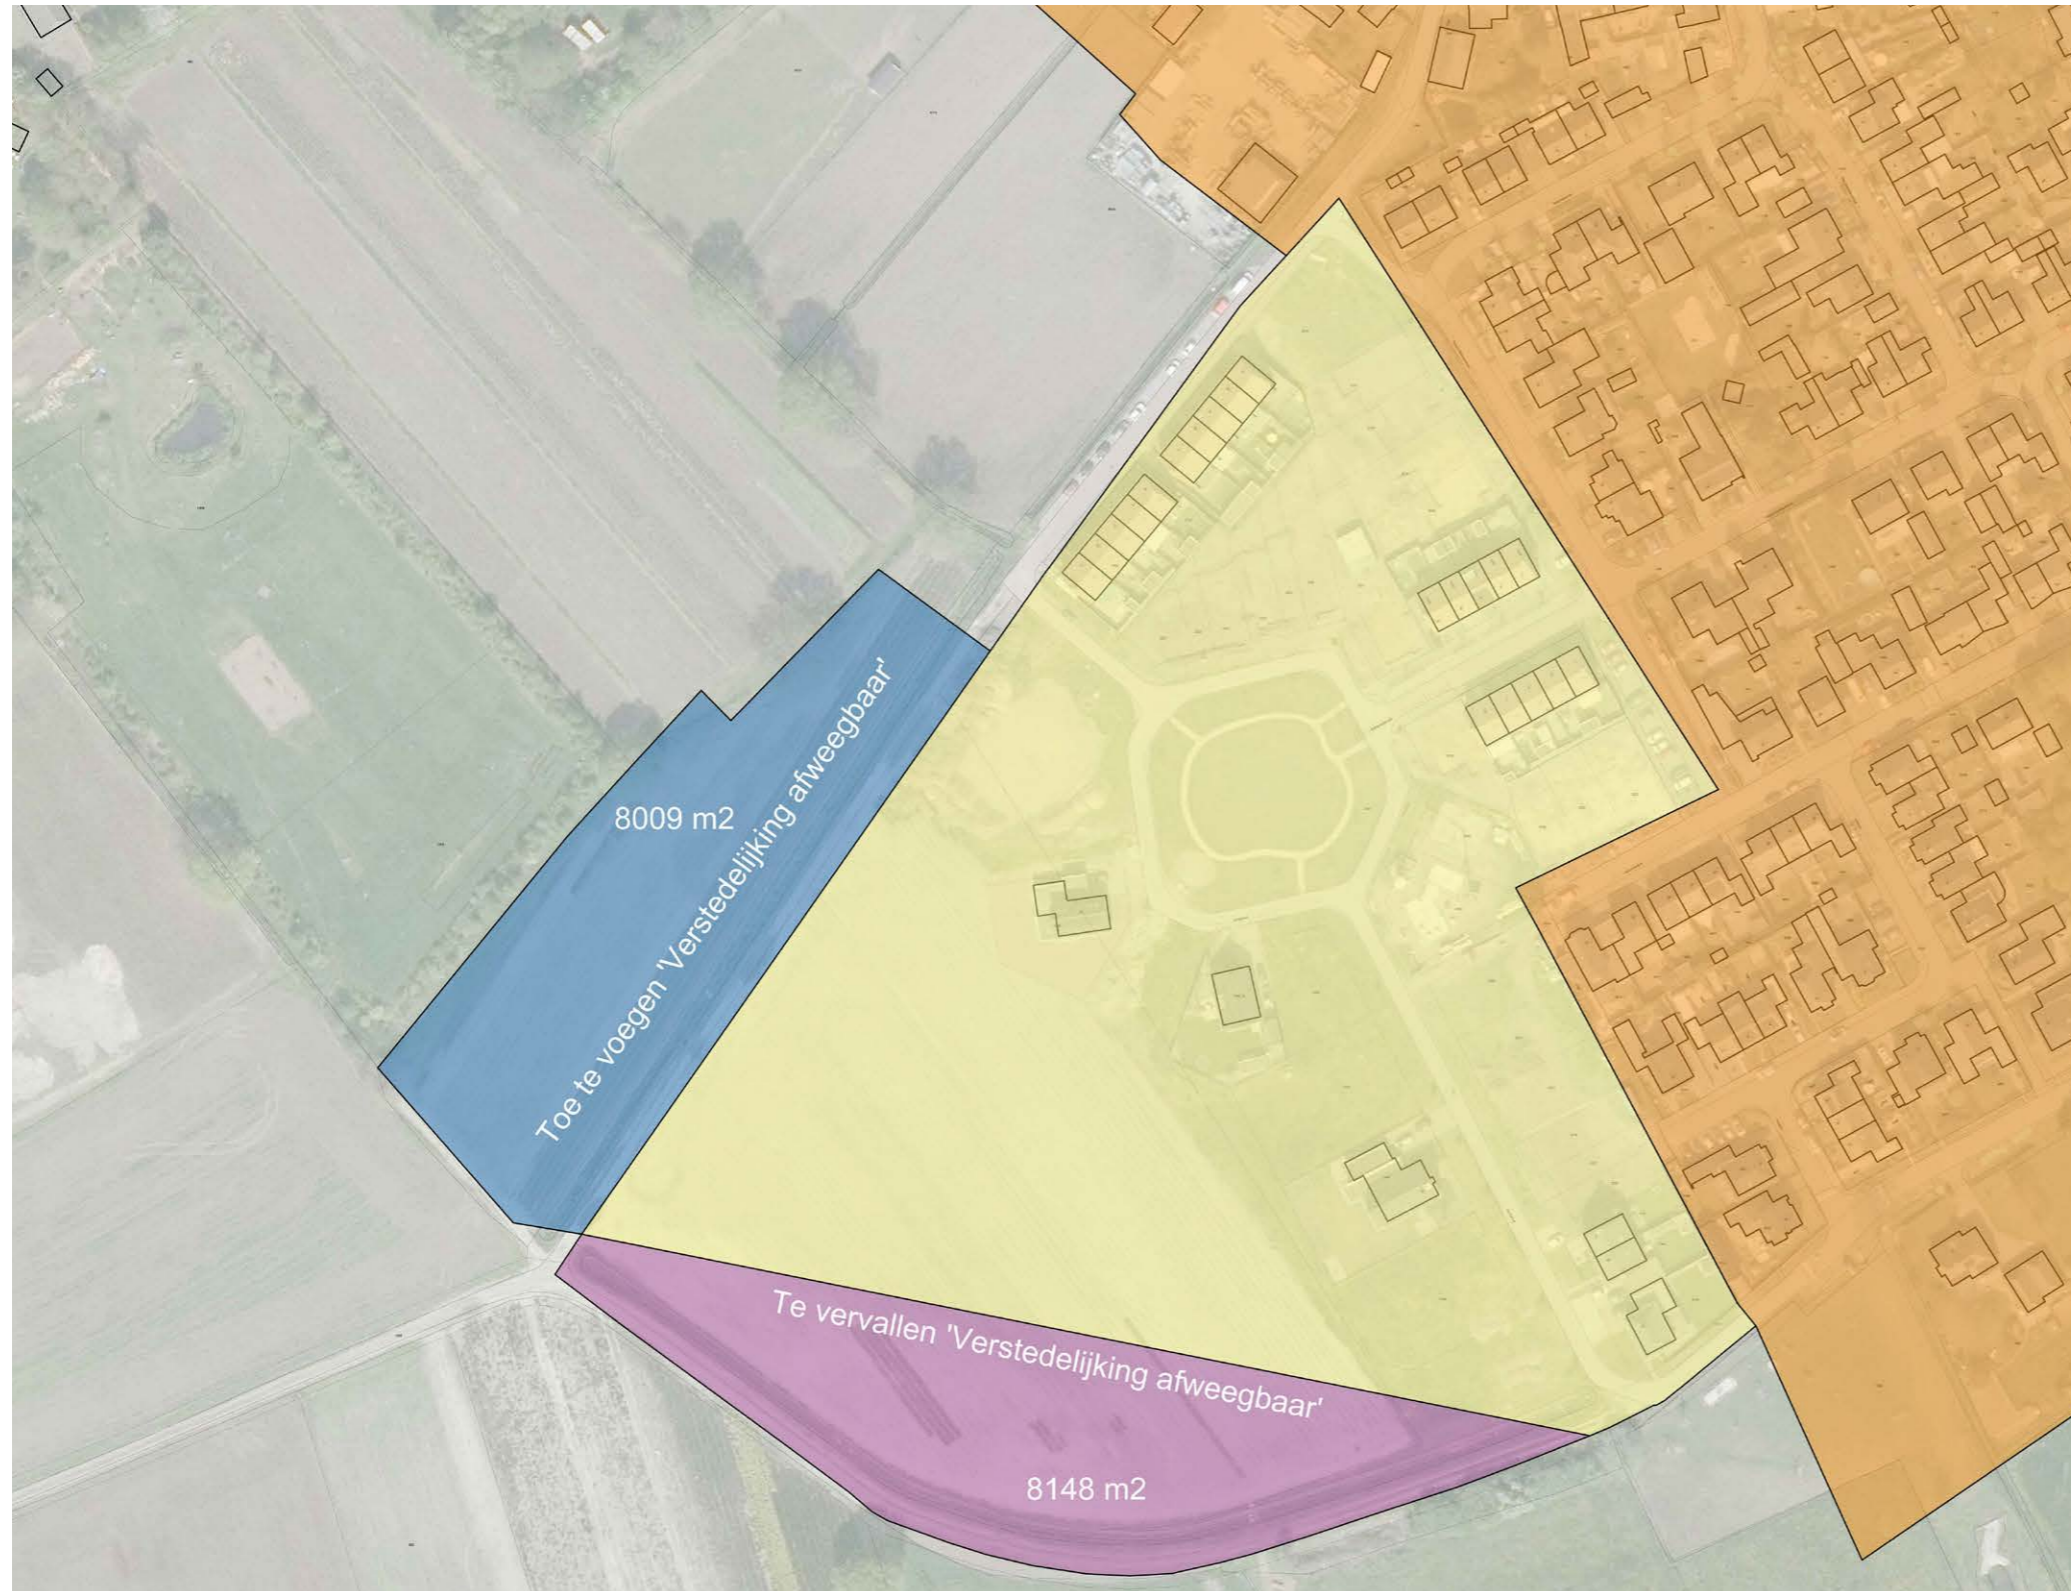 8009 m2
Toe te voegen 'Verstedelijking afweegbaar'
Te vervallen 'Verstedelijking afweegbaar'
8148 m2